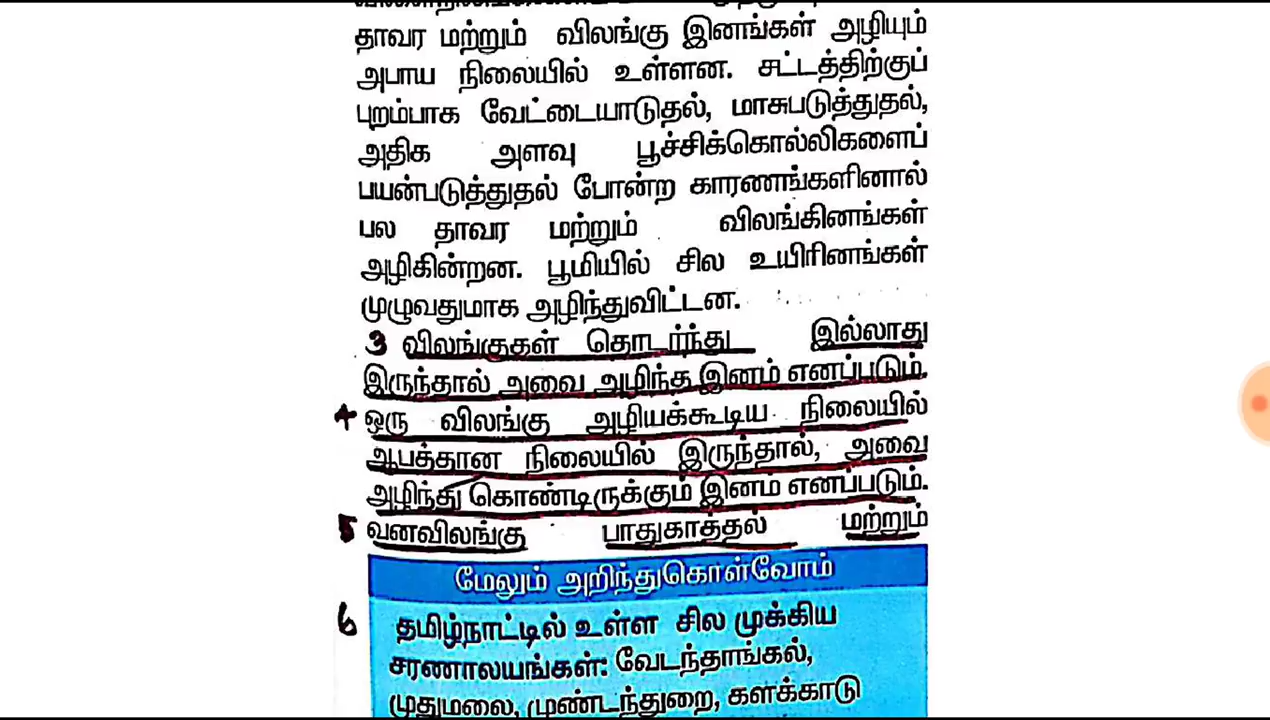 தாவர மற்றும் விலங்கு இனங்கள் அழியும்
அபாய நிலையில் உள்ளன. சட்டத்திற்குப்
புறம்பாக வேட்டையாடுதல், மாசுபடுத்துதல்,
அதிக அளவு பூச்சிக்கொல்லிகளைப்
பயன்படுத்துதல் போன்ற காரணங்களினால்
பல தாவர மற்றும் விலங்கினங்கள்
அழிகின்றன. பூமியில் சில உயிரினங்கள்
முழுவதுமாக அழிந்துவிட்டன.
3 விலங்குகள் தொடர்ந்து இல்லாது
இருந்தால் அவை அழிந்த இனம் எனப்படும்.
4 ஒரு விலங்கு அழியக்கூடிய நிலையில்
ஆபத்தான நிலையில் இருந்தால், அவை
அழிந்து கொண்டிருக்கும் இனம் எனப்படும்.
5 வனவிலங்கு பாதுகாத்தல் மற்றும்
மேலும் அறிந்துகொள்வோம்
6 தமிழ்நாட்டில் உள்ள சில முக்கிய
சரணாலயங்கள்: வேடந்தாங்கல்,
முதுமலை, முண்டந்துறை, களக்காடு